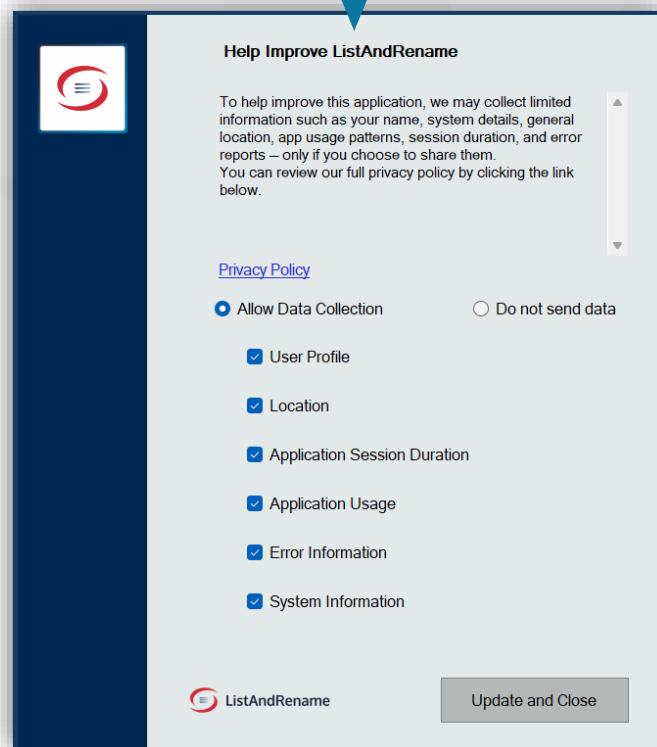 Help Improve ListAndRename
To help improve this application, we may collect limited
information such as your name, system details, general
location, app usage patterns, session duration, and error
reports – only if you choose to share them.
You can review our full privacy policy by clicking the link
below.
Privacy Policy
Allow Data Collection
Do not send data
User Profile
Location
Application Session Duration
Application Usage
Error Information
System Information
ListAndRename
Update and Close